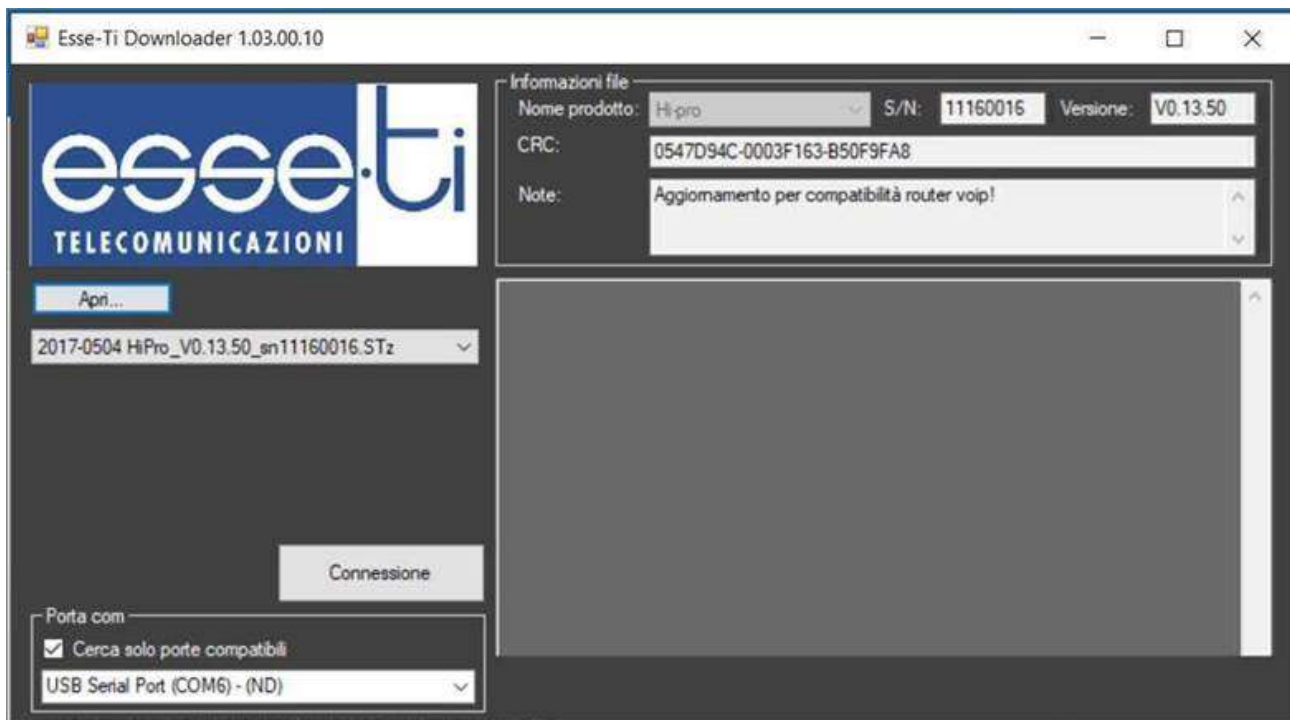 Esse-Ti Downloader 1.03.00.10
esse·ti
TELECOMUNICAZIONI
Informazioni file
Nome prodotto: Hi-pro S/N: 11160016 Versione: V0.13.50
CRC: 0547D94C-0003F163-B50F9FA8
Note: Aggiornamento per compatibilità router voip!
Apri...
2017-0504 HiPro_V0.13.50_sn11160016.STz
Connessione
Porta com
Cerca solo porte compatibili
USB Serial Port (COM6) - (ND)